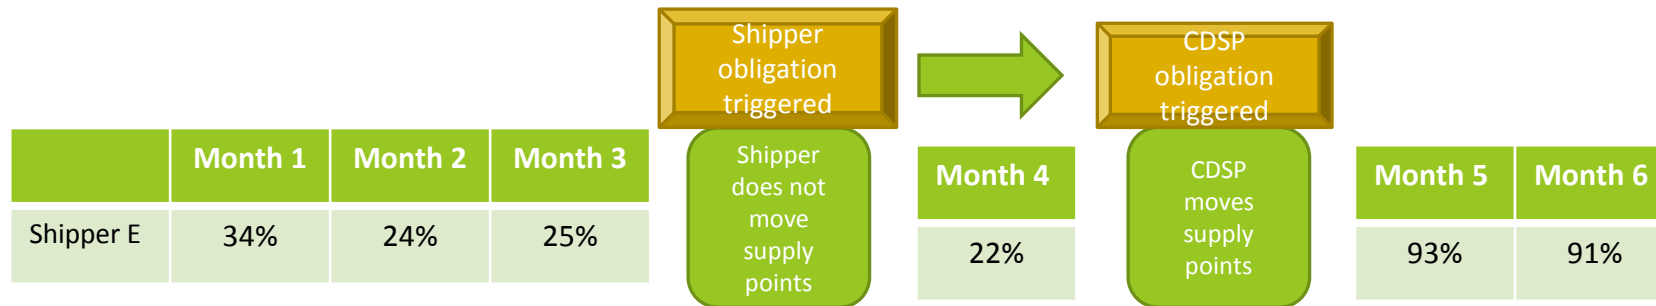 Shipper
obligation
triggered
CDSP
obligation
triggered
Month 1 Month 2 Month 3
Shipper E 34% 24% 25%
Shipper
does not
move
supply
points
Month 4
22%
CDSP
moves
supply
points
Month 5 Month 6
93% 91%